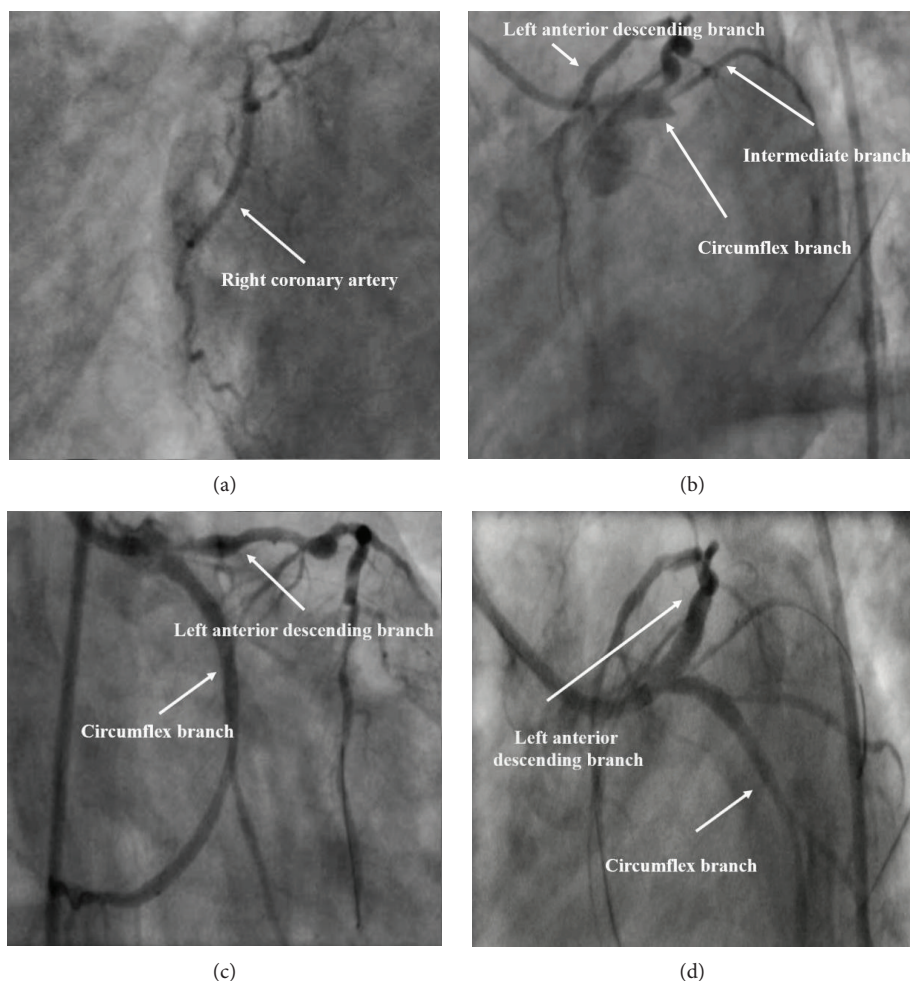 Right coronary artery
(a)
Left anterior descending branch
Intermediate branch
Circumflex branch
(b)
Left anterior descending branch
Circumflex branch
(c)
Left anterior
descending branch
Circumflex branch
(d)